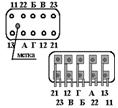 11 22 Б В 23
13 А Г 12 21
метка
21 12 Г А 13
23 В Б 22 11